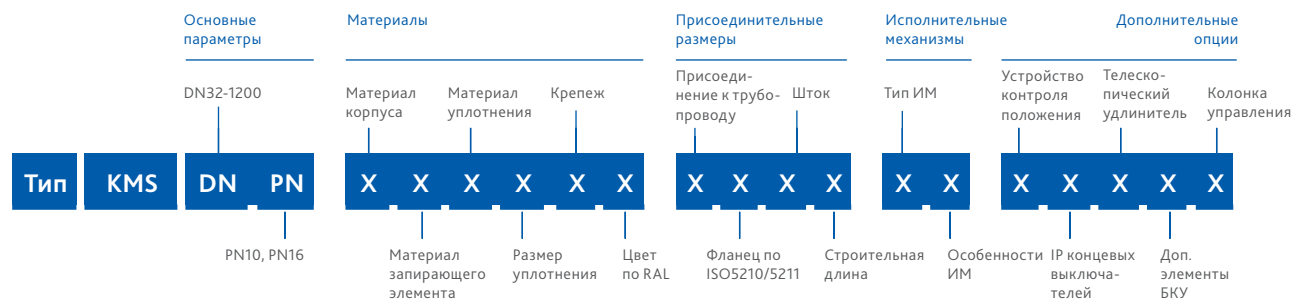 Основные
параметры
Материалы
Присоединительные
размеры
Исполнительные
механизмы
Дополнительные
опции
DN32-1200
Материал
корпуса
Материал
уплотнения
Крепеж
Присоеди-
нение к трубо-
проводу
Шток
Тип ИМ
Устройство
контроля
положения
Телеско-
пический
удлинитель
Колонка
управления
Тип KMS DN PN X X X X X X X X X X X X X X X X X
PN10, PN16
Материал
запирающего
элемента
Размер
уплотнения
Цвет
по RAL
Фланец по
ISO5210/5211
Строительная
длина
Особенности
ИМ
IP концевых
выключа-
телей
Доп.
элементы
БКУ